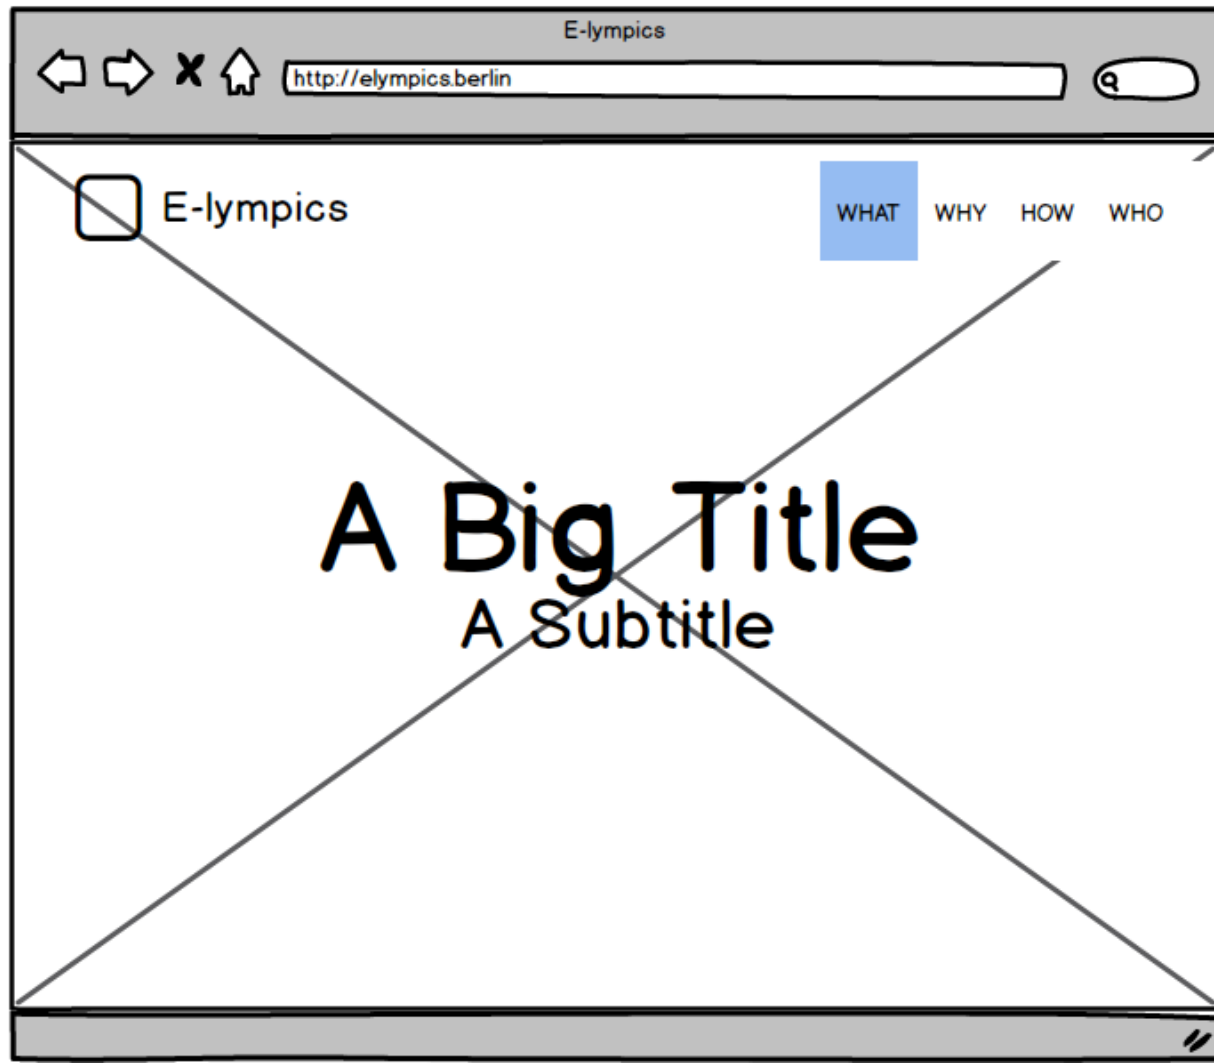 E-lympics
http://elympics.berlin
E-lympics
WHAT WHY HOW WHO
A Big Title
A Subtitle